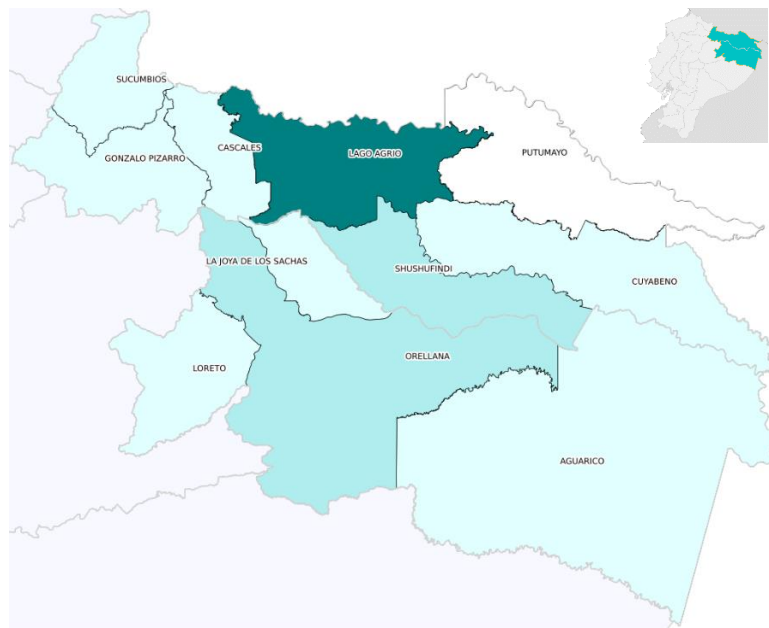 SUCUMBIOS
CASCALES
LAGO AGRIO
PUTUMAYO
GONZALO PIZARRO
LA JOYA DE LOS SACHAS
SHUSHUFINDI
CUYABENO
ORELLANA
LORETO
AGUARICO